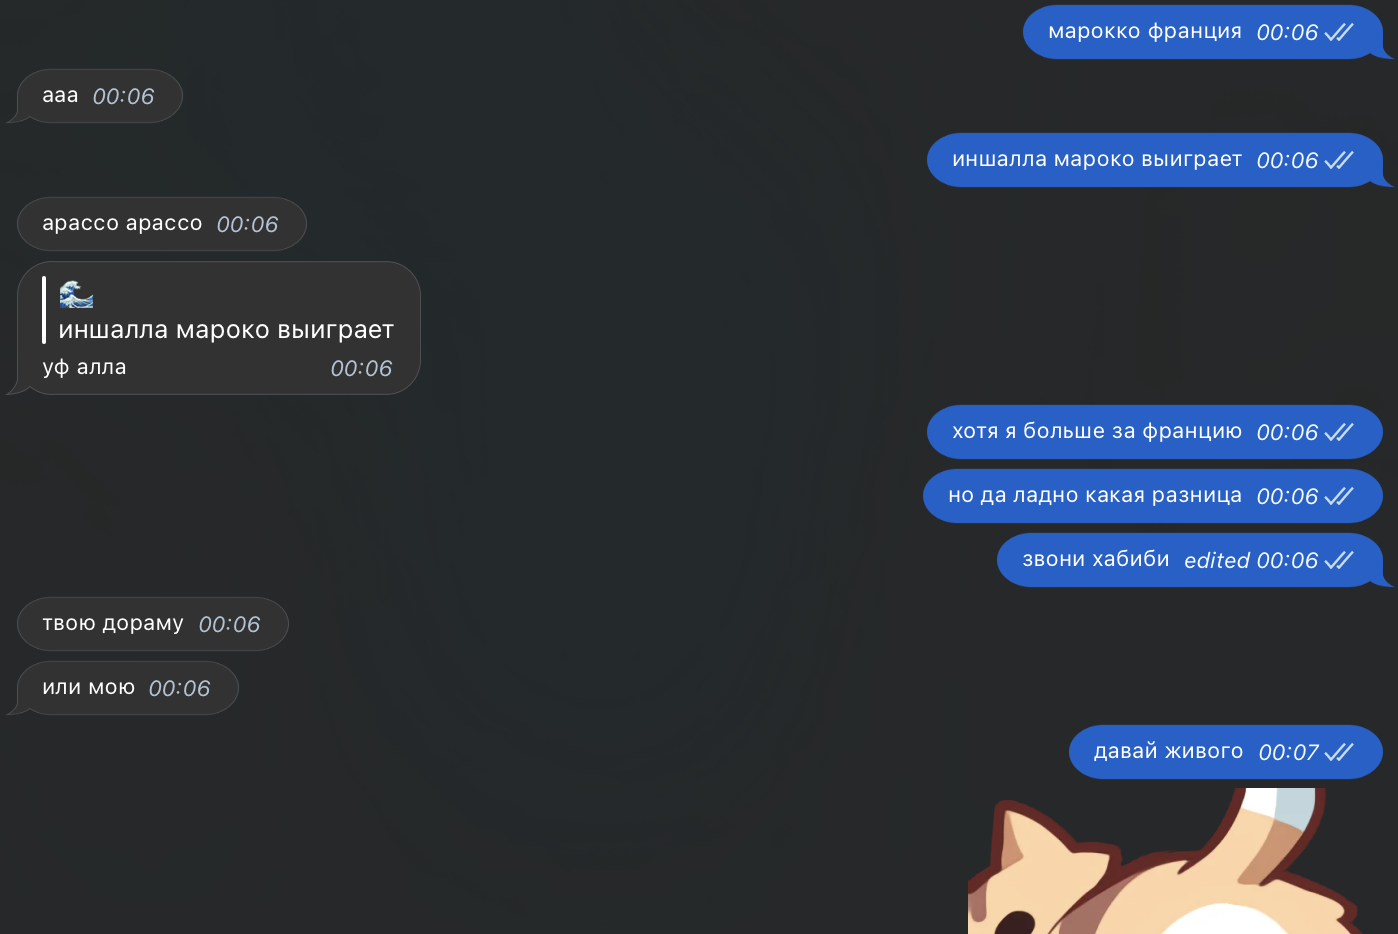 марокко франция 00:06
ааа 00:06
иншалла мароко выиграет 00:06
арассо арассо 00:06
🌊
иншалла мароко выиграет
уф алла 00:06
хотя я больше за францию 00:06
но да ладно какая разница 00:06
звони хабиби edited 00:06
твою дораму 00:06
или мою 00:06
давай живого 00:07